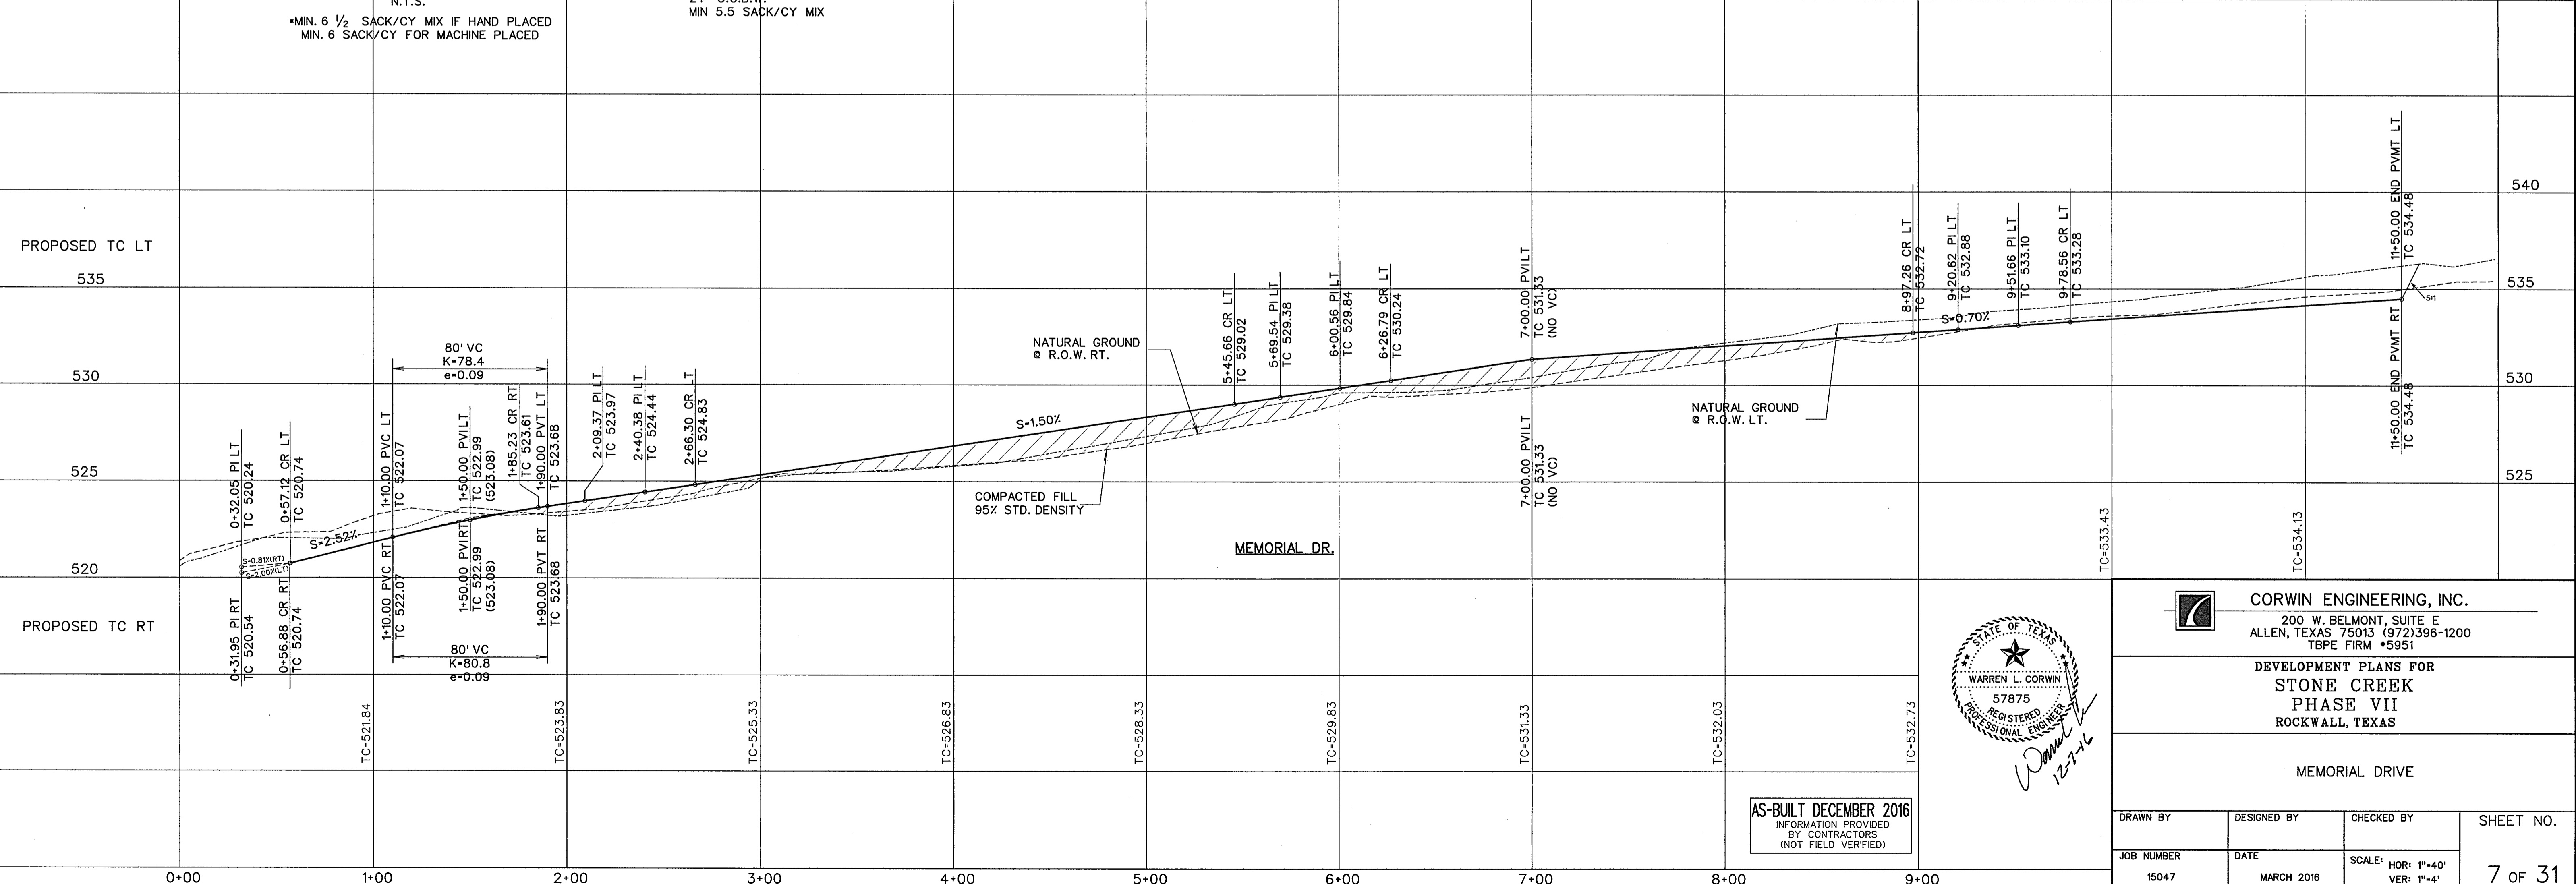 N.T.S.
*MIN. 6 1/2 SACK/CY MIX IF HAND PLACED
MIN. 6 SACK/CY FOR MACHINE PLACED
MIN 5.5 SACK/CY MIX
PROPOSED TC LT
535
530
525
520
PROPOSED TC RT
540
535
530
525
0+32.05 PI LT
TC 520.24
0+57.12 CR LT
TC 520.74
S=0.81%(RT)
S=2.00%(LT)
S=2.52%
0+31.95 PI RT
TC 520.54
0+56.88 CR RT
TC 520.74
80' VC
K=78.4
e=0.09
1+10.00 PVC LT
TC 522.07
1+50.00 PVILT
TC 522.99
(523.08)
1+85.23 CR RT
TC 523.61
1+90.00 PVT LT
TC 523.68
1+10.00 PVC RT
TC 522.07
1+50.00 PVIRT
TC 522.99
(523.08)
1+90.00 PVT RT
TC 523.68
80' VC
K=80.8
e=0.09
2+09.37 PI LT
TC 523.97
2+40.38 PI LT
TC 524.44
2+66.30 CR LT
TC 524.83
S=1.50%
NATURAL GROUND
@ R.O.W. RT.
COMPACTED FILL
95% STD. DENSITY
5+45.66 CR LT
TC 529.02
5+69.54 PI LT
TC 529.38
6+00.56 PI LT
TC 529.84
6+26.79 CR LT
TC 530.24
7+00.00 PVILT
TC 531.33
(NO VC)
7+00.00 PVILT
TC 531.33
(NO VC)
MEMORIAL DR.
NATURAL GROUND
@ R.O.W. LT.
8+97.26 CR LT
TC 532.72
9+20.62 PI LT
TC 532.88
S=0.70%
9+51.66 PI LT
TC 533.10
9+78.56 CR LT
TC 533.28
11+50.00 END PVMT LT
TC 534.48
5:1
11+50.00 END PVMT RT
TC 534.48
TC=521.84
TC=523.83
TC=525.33
TC=526.83
TC=528.33
TC=529.83
TC=531.33
TC=532.03
TC=532.73
TC=533.43
TC=534.13
STATE OF TEXAS
WARREN L. CORWIN
57875
REGISTERED
PROFESSIONAL ENGINEER
12-7-16
AS-BUILT DECEMBER 2016
INFORMATION PROVIDED
BY CONTRACTORS
(NOT FIELD VERIFIED)
CORWIN ENGINEERING, INC.
200 W. BELMONT, SUITE E
ALLEN, TEXAS 75013 (972)396-1200
TBPE FIRM #5951
DEVELOPMENT PLANS FOR
STONE CREEK
PHASE VII
ROCKWALL, TEXAS
MEMORIAL DRIVE
DRAWN BY
DESIGNED BY
CHECKED BY
SHEET NO.
JOB NUMBER
15047
DATE
MARCH 2016
SCALE: HOR: 1"=40'
VER: 1"=4'
7 OF 31
0+00
1+00
2+00
3+00
4+00
5+00
6+00
7+00
8+00
9+00